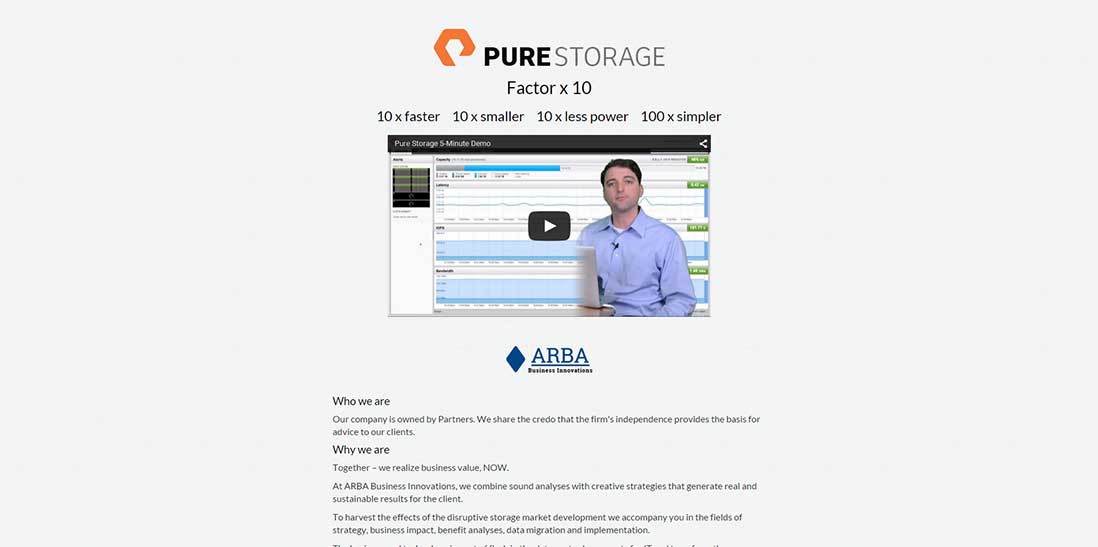 PURE STORAGE
Factor x 10
10 x faster 10 x smaller 10 x less power 100 x simpler
Pure Storage 5-Minute Demo
Alerts
Capacity
Latency
IOPS
Bandwidth
ARBA
Business Innovations
Who we are
Our company is owned by Partners. We share the credo that the firm's independence provides the basis for
advice to our clients.
Why we are
Together – we realize business value, NOW.
At ARBA Business Innovations, we combine sound analyses with creative strategies that generate real and
sustainable results for the client.
To harvest the effects of the disruptive storage market development we accompany you in the fields of
strategy, business impact, benefit analyses, data migration and implementation.